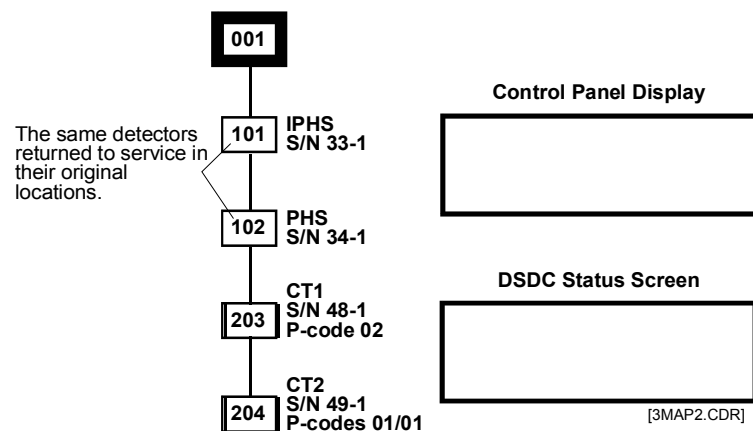 001
The same detectors
returned to service in
their original
locations.
101
IPHS
S/N 33-1
102
PHS
S/N 34-1
203
CT1
S/N 48-1
P-code 02
204
CT2
S/N 49-1
P-codes 01/01
Control Panel Display
DSDC Status Screen
[3MAP2.CDR]